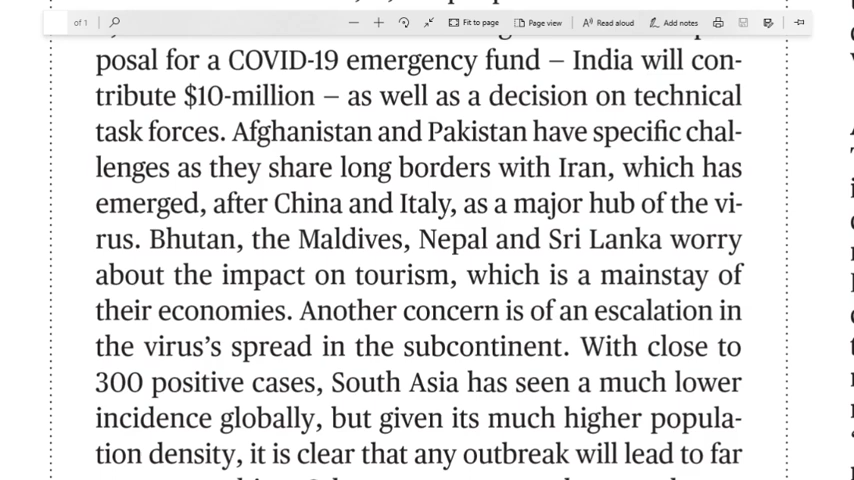 of 1
Fit to page
Page view
Read aloud
Add notes
posal for a COVID-19 emergency fund – India will con-
tribute $10-million – as well as a decision on technical
task forces. Afghanistan and Pakistan have specific chal-
lenges as they share long borders with Iran, which has
emerged, after China and Italy, as a major hub of the vi-
rus. Bhutan, the Maldives, Nepal and Sri Lanka worry
about the impact on tourism, which is a mainstay of
their economies. Another concern is of an escalation in
the virus’s spread in the subcontinent. With close to
300 positive cases, South Asia has seen a much lower
incidence globally, but given its much higher popula-
tion density, it is clear that any outbreak will lead to far